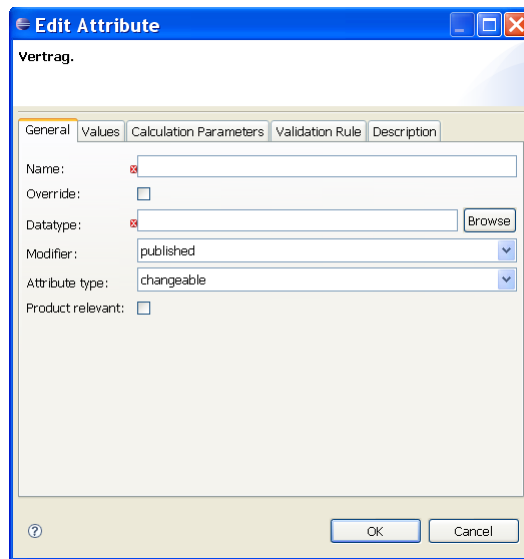 Edit Attribute
Vertrag.
General Values Calculation Parameters Validation Rule Description
Name:
Override:
Datatype: Browse
Modifier: published
Attribute type: changeable
Product relevant:
OK Cancel